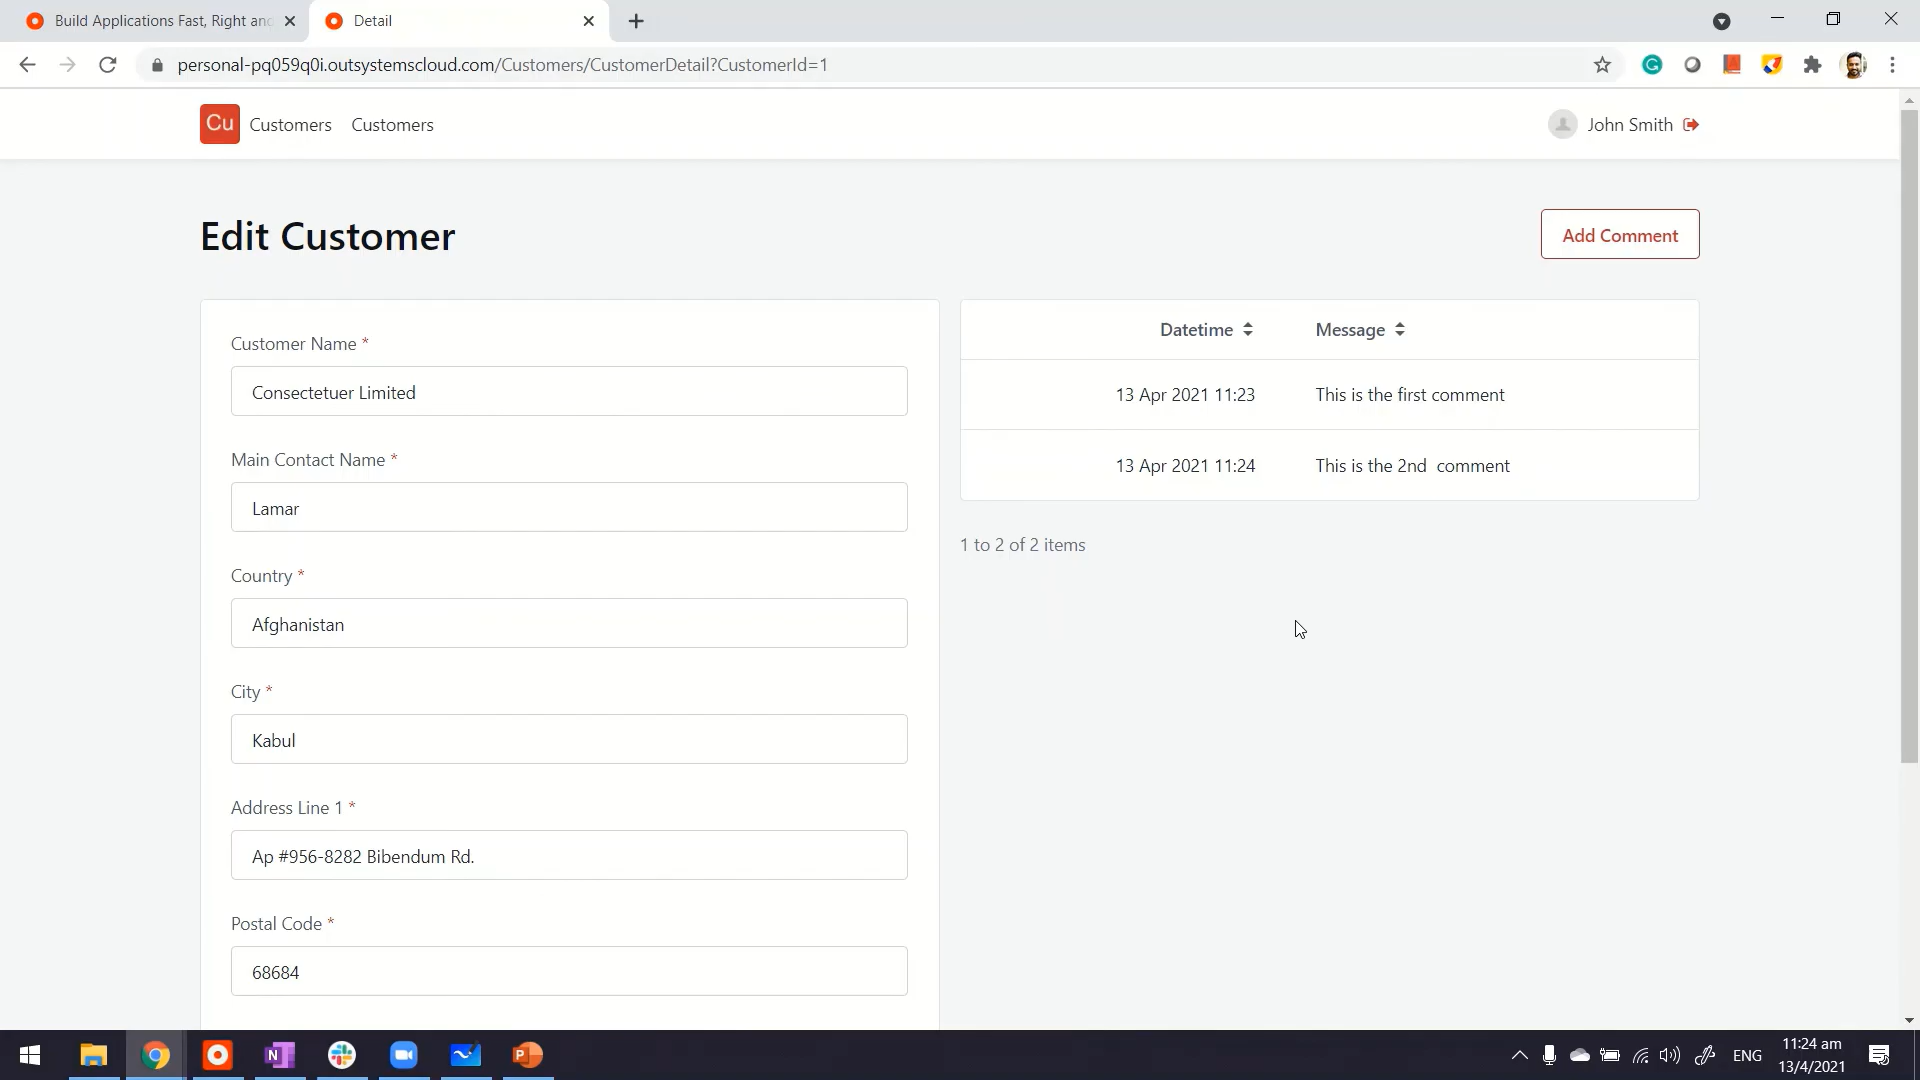 Build Applications Fast, Right and
Detail
personal-pq059q0i.outsystemscloud.com/Customers/CustomerDetail?CustomerId=1
Cu Customers Customers
John Smith
Edit Customer
Add Comment
Customer Name *
Consectetuer Limited
Main Contact Name *
Lamar
Country *
Afghanistan
City *
Kabul
Address Line 1 *
Ap #956-8282 Bibendum Rd.
Postal Code *
68684
Datetime Message
13 Apr 2021 11:23 This is the first comment
13 Apr 2021 11:24 This is the 2nd  comment
1 to 2 of 2 items
ENG
11:24 am
13/4/2021